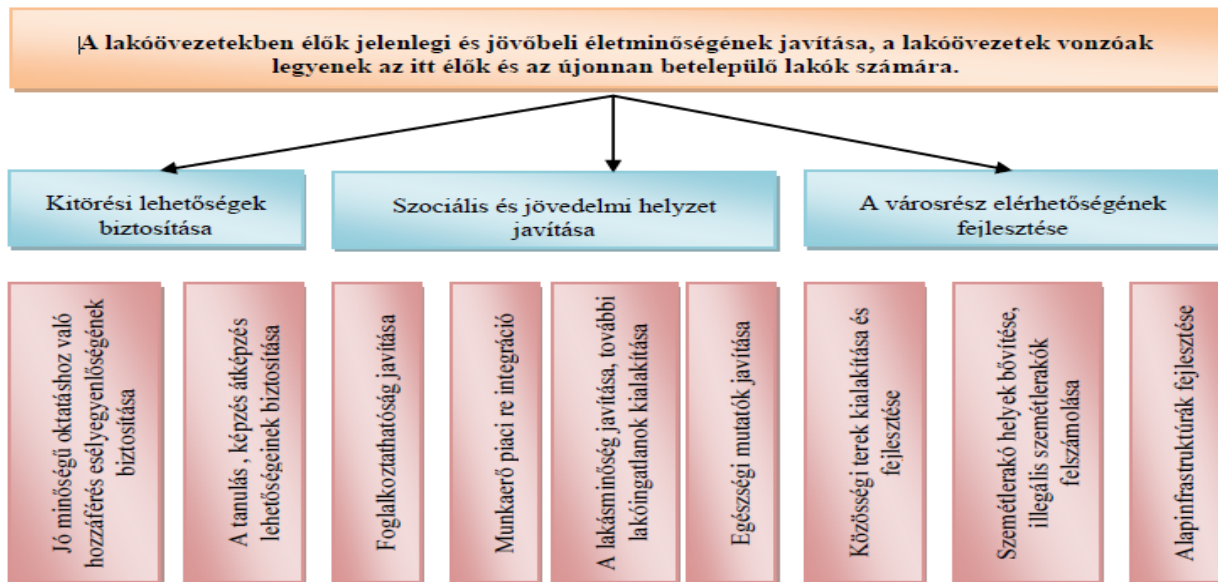 A lakóövezetekben élők jelenlegi és jövőbeli életminőségének javítása, a lakóövezetek vonzóak
legyenek az itt élők és az újonnan betelepülő lakók számára.
Kitörési lehetőségek
biztosítása
Szociális és jövedelmi helyzet
javítása
A városrész elérhetőségének
fejlesztése
Jó minőségű oktatáshoz való
hozzáférés esélyegyenlőségének
biztosítása
A tanulás , képzés átképzés
lehetőségeinek biztosítása
Foglalkoztathatóság javítása
Munkaerő piaci re integráció
A lakásminőség javítása, további
lakóingatlanok kialakítása
Egészségi mutatók javítása
Közösségi terek kialakítása és
fejlesztése
Szemétlerakó helyek bővítése,
illegális szemétlerakók
felszámolása
Alapinfrastruktúrák fejlesztése